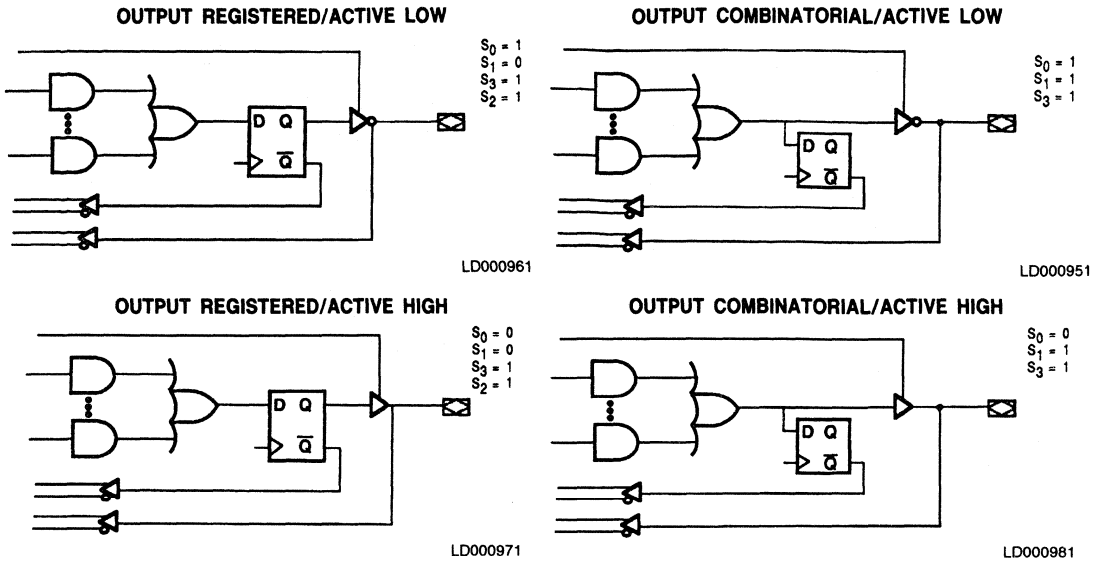 OUTPUT REGISTERED/ACTIVE LOW
S₀ = 1
S₁ = 0
S₃ = 1
S₂ = 1
D Q
Q̅
LD000961
OUTPUT COMBINATORIAL/ACTIVE LOW
S₀ = 1
S₁ = 1
S₃ = 1
D Q
Q̅
LD000951
OUTPUT REGISTERED/ACTIVE HIGH
S₀ = 0
S₁ = 0
S₃ = 1
S₂ = 1
D Q
Q̅
LD000971
OUTPUT COMBINATORIAL/ACTIVE HIGH
S₀ = 0
S₁ = 1
S₃ = 1
D Q
Q̅
LD000981